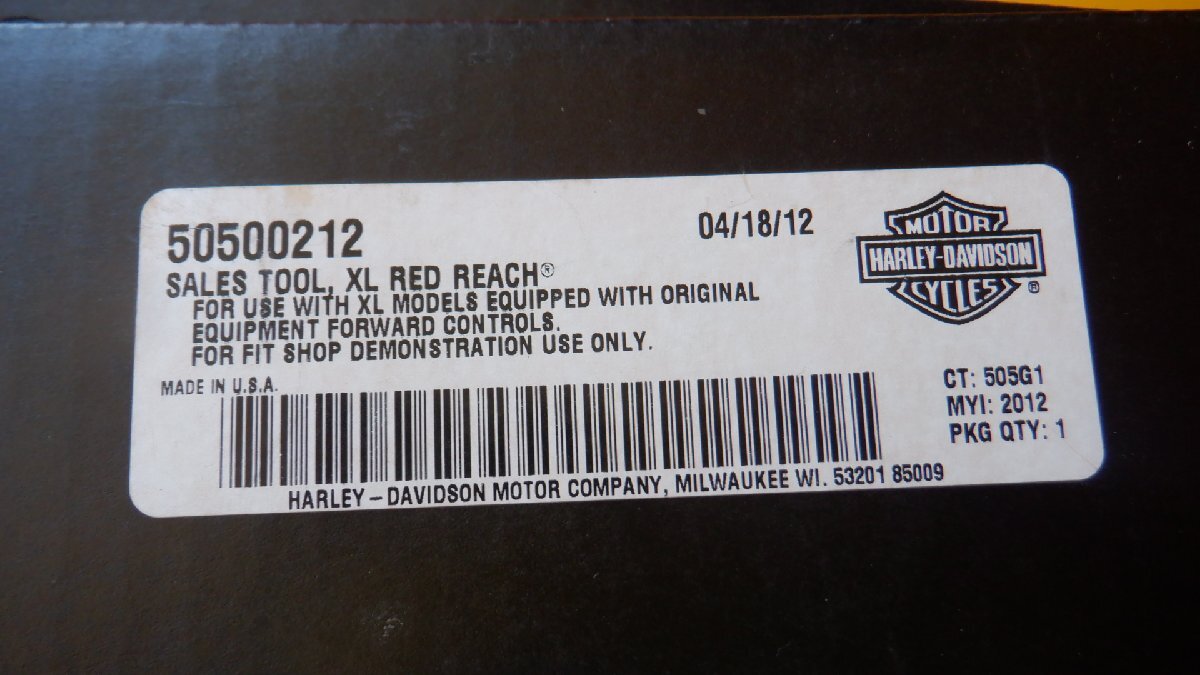 50500212
04/18/12
SALES TOOL, XL RED REACH®
FOR USE WITH XL MODELS EQUIPPED WITH ORIGINAL
EQUIPMENT FORWARD CONTROLS.
FOR FIT SHOP DEMONSTRATION USE ONLY.
MADE IN U.S.A.
MOTOR
HARLEY-DAVIDSON
CYCLES
®
CT: 505G1
MYI: 2012
PKG QTY: 1
HARLEY-DAVIDSON MOTOR COMPANY, MILWAUKEE WI. 53201 85009